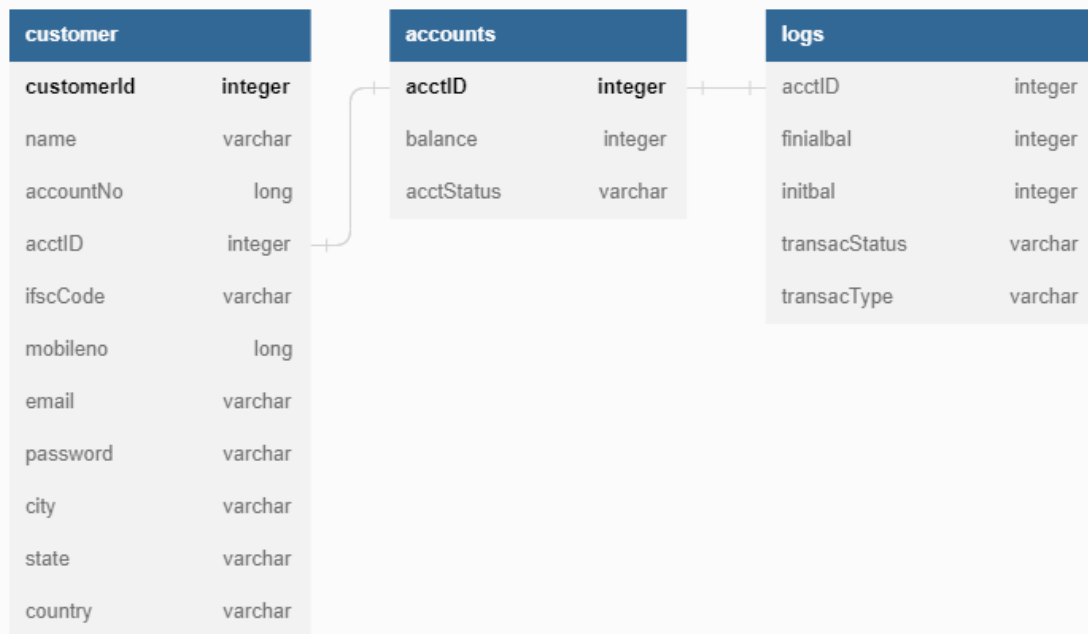 customer
customerId integer
name varchar
accountNo long
acctID integer
ifscCode varchar
mobileno long
email varchar
password varchar
city varchar
state varchar
country varchar
accounts
acctID integer
balance integer
acctStatus varchar
logs
acctID integer
finialbal integer
initbal integer
transacStatus varchar
transacType varchar